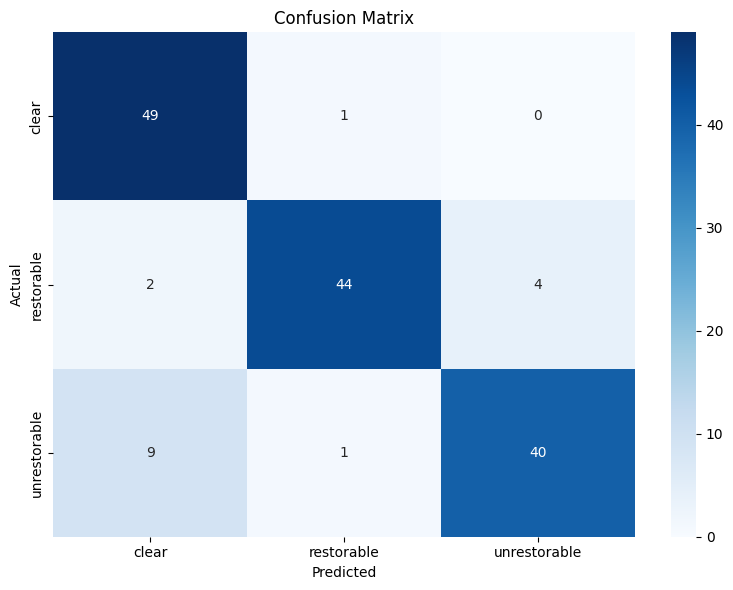 Confusion Matrix
clear
49
1
0
Actual
restorable
2
44
4
unrestorable
9
1
40
clear
restorable
unrestorable
Predicted
40
30
20
10
0